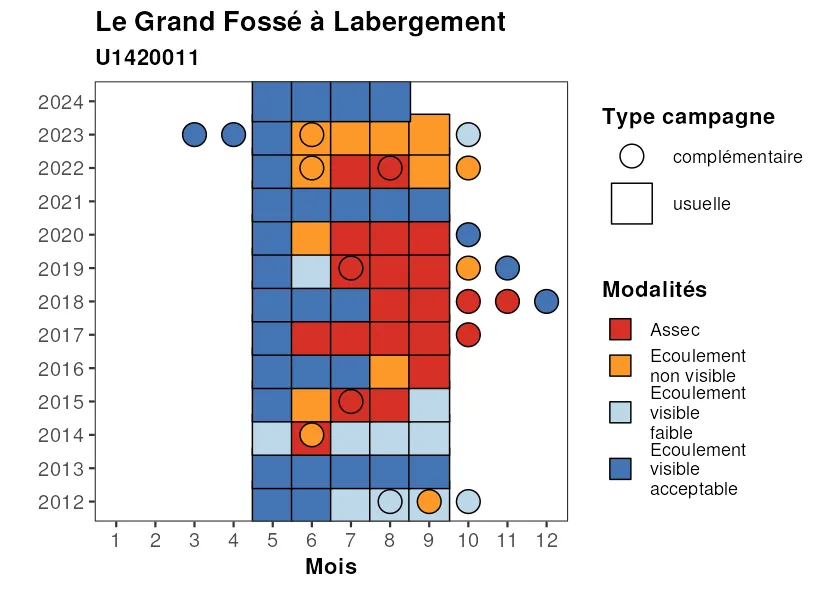 Le Grand Fossé à Labergement
U1420011
2024
2023
2022
2021
2020
2019
2018
2017
2016
2015
2014
2013
2012
1 2 3 4 5 6 7 8 9 10 11 12
Mois
Type campagne
complémentaire
usuelle
Modalités
Assec
Ecoulement
non visible
Ecoulement
visible
faible
Ecoulement
visible
acceptable